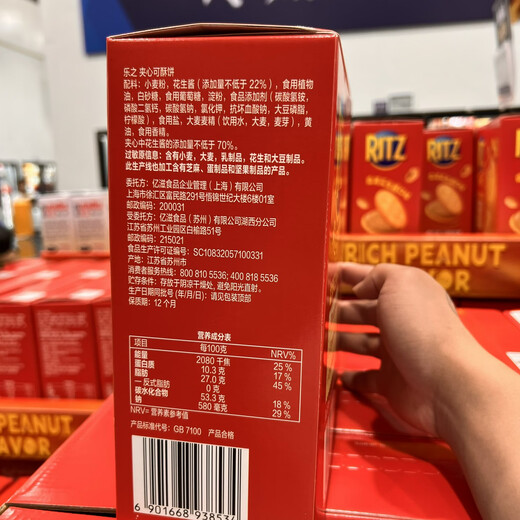 乐之 夹心可酥饼
配料：小麦粉，花生酱（添加量不低于 22%），食用植物
油，白砂糖，食用葡萄糖，淀粉，食品添加剂（碳酸氢铵，
磷酸二氢钙，碳酸氢钠，氯化钾，抗坏血酸钠，大豆磷脂，
柠檬酸），食用盐，大麦麦精（饮用水，大麦，麦芽），黄
油，食用香精。
夹心中花生酱的添加量不低于 70%。
过敏原信息：含有小麦，大麦，乳制品，花生和大豆制品。
此生产线也加工含有芝麻、蛋制品和坚果制品的产品。
委托方：亿滋食品企业管理（上海）有限公司
上海市徐汇区富民路291号悟锦世纪大楼6楼01室
邮政编码：200031
受委托方：亿滋食品（苏州）有限公司湖西分公司
江苏省苏州工业园区白榆路51号
邮政编码：215021
食品生产许可证编号：SC10832057100331
产地：江苏省苏州市
消费者服务热线：800 810 5536; 400 818 5536
贮存条件：存放于阴凉干燥处, 避免阳光直射。
生产日期同批号 (年/月/日): 请见包装顶部
保质期：12 个月
营养成分表
项目 每100克 NRV%
能量 2080 千焦 25 %
蛋白质 10.3 克 17 %
脂肪 27.0 克 45 %
－反式脂肪 0 克
碳水化合物 53.3 克 18 %
钠 580 毫克 29 %
NRV= 营养素参考值
产品标准代号：GB 7100 产品合格
6 901668 93853
RITZ
RITZ
RICH PEANUT
FLAVOR
PEANUT
AVOR